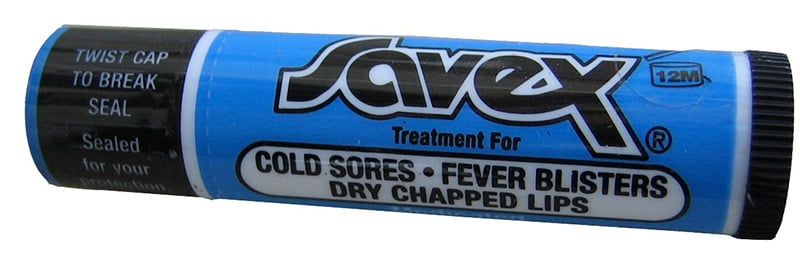 TWIST CAP
TO BREAK
SEAL
Sealed
for your
protection
Savex
12M
®
Treatment For
COLD SORES • FEVER BLISTERS
DRY CHAPPED LIPS